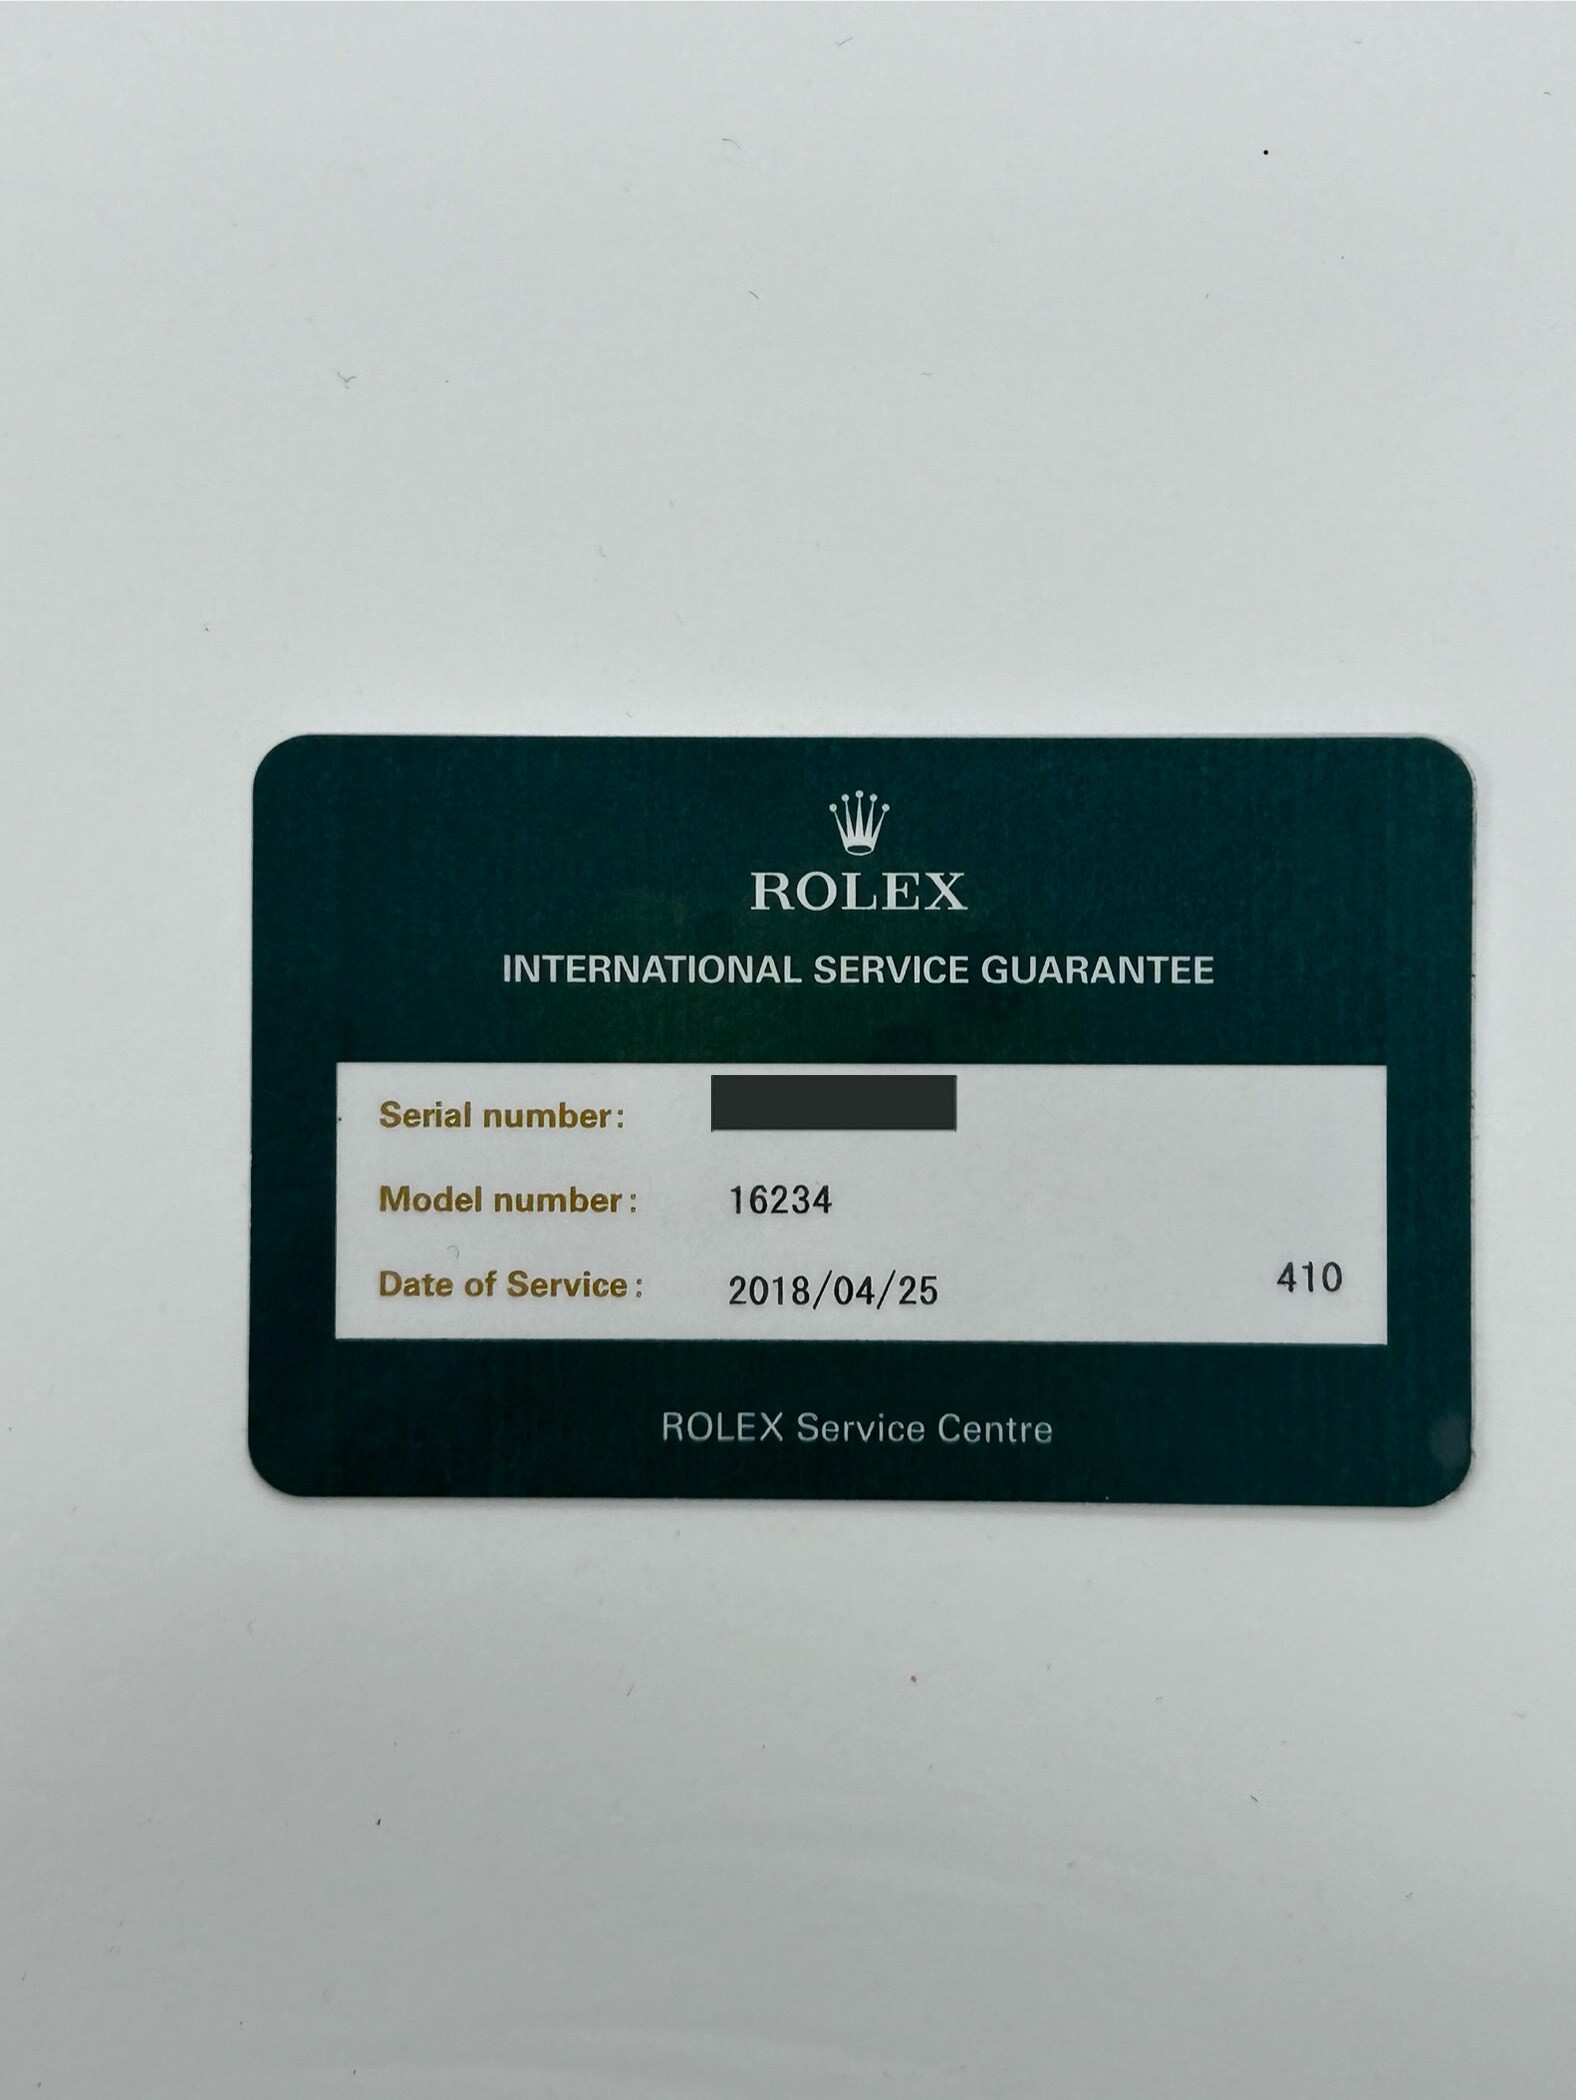 ROLEX
INTERNATIONAL SERVICE GUARANTEE
Serial number:
Model number: 16234
Date of Service: 2018/04/25 410
ROLEX Service Centre